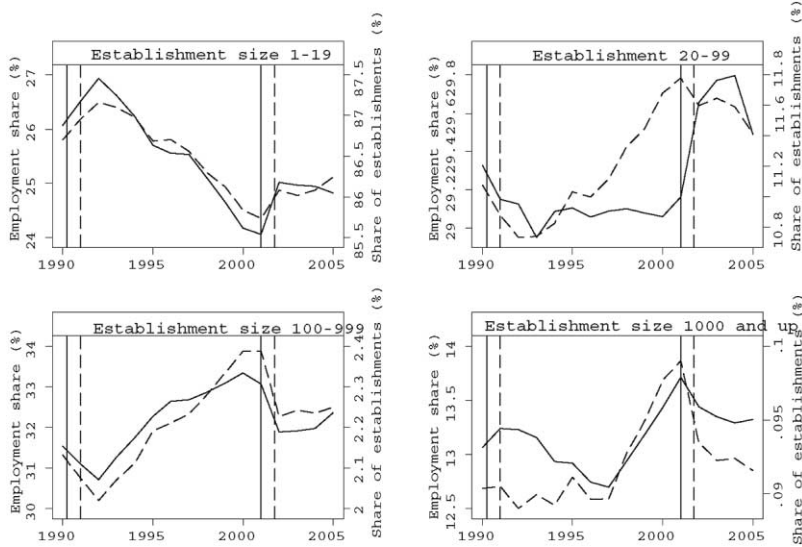 Establishment size 1-19
Employment share (%)
24 25 26 27
Share of establishments (%)
85.5 86 86.5 87 87.5
1990 1995 2000 2005
Establishment 20-99
Employment share (%)
29 29.229.429.629.8
Share of establishments (%)
10.8 11.2 11.6 11.8
1990 1995 2000 2005
Establishment size 100-999
Employment share (%)
30 31 32 33 34
Share of establishments (%)
2 2.1 2.2 2.3 2.4
1990 1995 2000 2005
Establishment size 1000 and up
Employment share (%)
12.5 13 13.5 14
Share of establishments (%)
.09 .095 .1
1990 1995 2000 2005